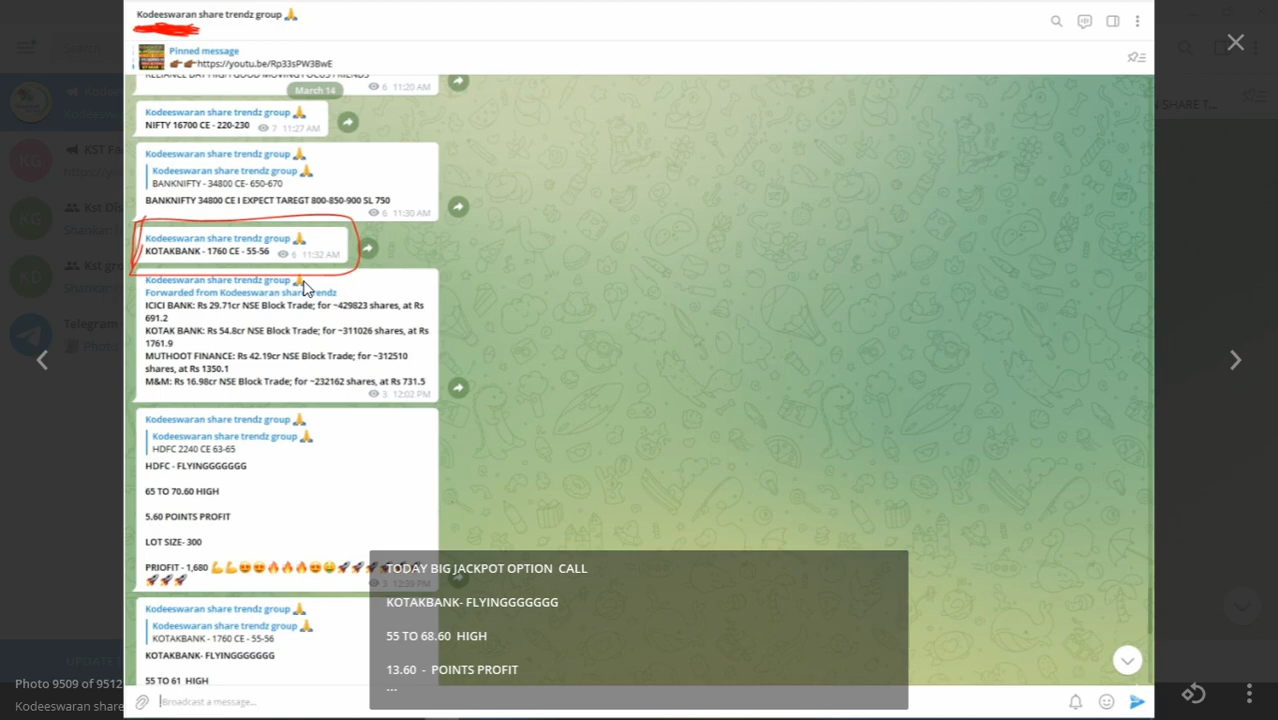 Kodeeswaran share trendz group 🙏
Pinned message
👉🏾👉🏾https://youtu.be/Rp33sPW3BwE
RELIANCE DAY HIGH GOOD MOVING FOCUS FRIENDS
6 11:20 AM
March 14
Kodeeswaran share trendz group 🙏
NIFTY 16700 CE - 220-230
7 11:27 AM
Kodeeswaran share trendz group 🙏
Kodeeswaran share trendz group 🙏
BANKNIFTY - 34800 CE- 650-670
BANKNIFTY 34800 CE I EXPECT TAREGT 800-850-900 SL 750
6 11:30 AM
Kodeeswaran share trendz group 🙏
KOTAKBANK - 1760 CE - 55-56
6 11:32 AM
Kodeeswaran share trendz group 🙏
Forwarded from Kodeeswaran share trendz
ICICI BANK: Rs 29.71cr NSE Block Trade; for ~429823 shares, at Rs
691.2
KOTAK BANK: Rs 54.8cr NSE Block Trade; for ~311026 shares, at Rs
1761.9
MUTHOOT FINANCE: Rs 42.19cr NSE Block Trade; for ~312510
shares, at Rs 1350.1
M&M: Rs 16.98cr NSE Block Trade; for ~232162 shares, at Rs 731.5
3 12:02 PM
Kodeeswaran share trendz group 🙏
Kodeeswaran share trendz group 🙏
HDFC 2240 CE 63-65
HDFC - FLYINGGGGGGG
65 TO 70.60 HIGH
5.60 POINTS PROFIT
LOT SIZE- 300
PRIOFIT - 1,680 💪💪😍😍🔥🔥🔥😍🤑🚀🚀🚀
🚀🚀🚀
3 12:39 PM
Kodeeswaran share trendz group 🙏
Kodeeswaran share trendz group 🙏
KOTAKBANK - 1760 CE - 55-56
KOTAKBANK- FLYINGGGGGGG
55 TO 61 HIGH
Broadcast a message...
TODAY BIG JACKPOT OPTION CALL
KOTAKBANK- FLYINGGGGGGG
55 TO 68.60 HIGH
13.60 - POINTS PROFIT
...
Search
KG
KST Fa
https://yo
KG
Kst Dis
Shankar:
KD
Kst gro
Shankar
Telegram
Photo
N SHARE T...
UPDATE
Photo 9509 of 9512
Kodeeswaran share